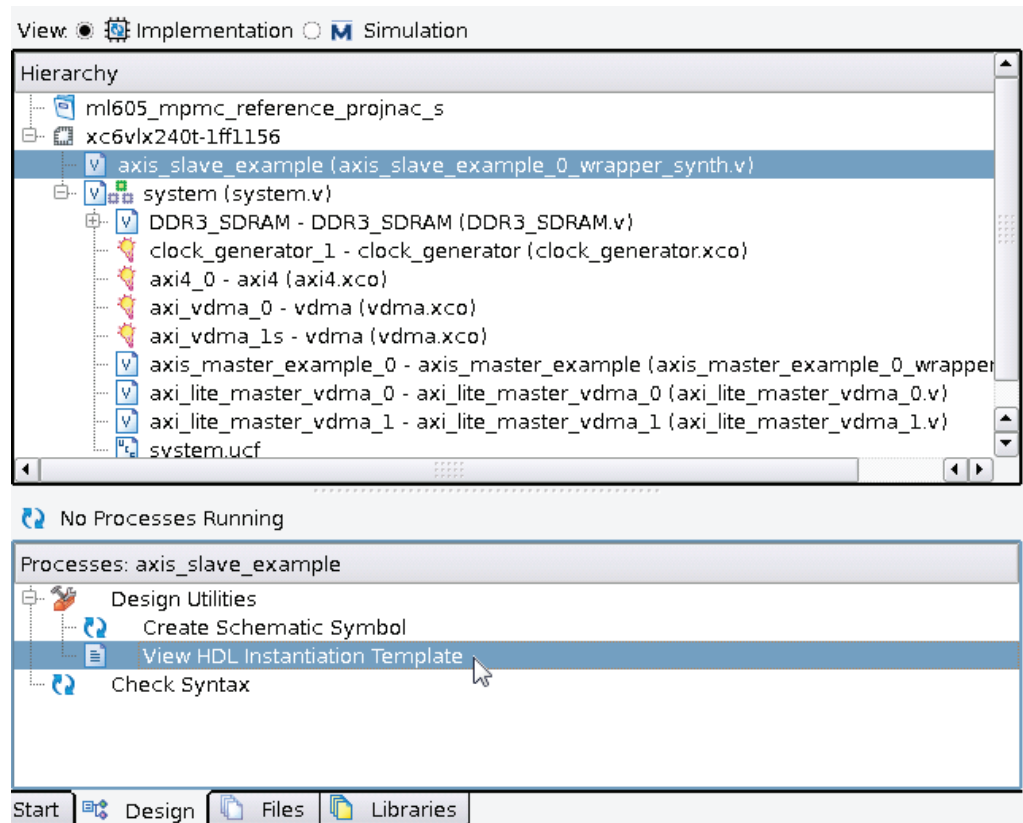 View: Implementation Simulation
Hierarchy
ml605_mpmc_reference_projnac_s
xc6vlx240t-1ff1156
axis_slave_example (axis_slave_example_0_wrapper_synth.v)
system (system.v)
DDR3_SDRAM - DDR3_SDRAM (DDR3_SDRAM.v)
clock_generator_1 - clock_generator (clock_generator.xco)
axi4_0 - axi4 (axi4.xco)
axi_vdma_0 - vdma (vdma.xco)
axi_vdma_1s - vdma (vdma.xco)
axis_master_example_0 - axis_master_example (axis_master_example_0_wrapper
axi_lite_master_vdma_0 - axi_lite_master_vdma_0 (axi_lite_master_vdma_0.v)
axi_lite_master_vdma_1 - axi_lite_master_vdma_1 (axi_lite_master_vdma_1.v)
system.ucf
No Processes Running
Processes: axis_slave_example
Design Utilities
Create Schematic Symbol
View HDL Instantiation Template
Check Syntax
Start Design Files Libraries